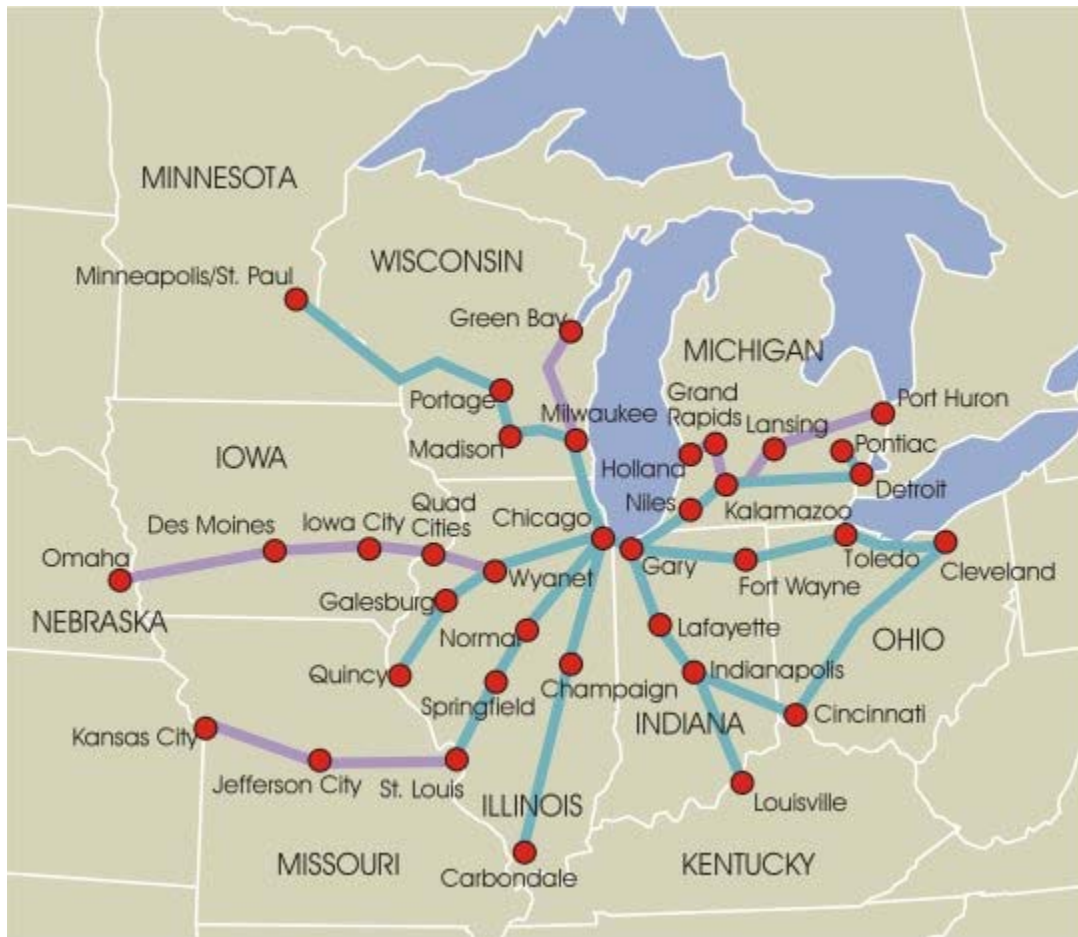 MINNESOTA
WISCONSIN
Minneapolis/St. Paul
Green Bay
MICHIGAN
Grand
Rapids
Port Huron
Portage
Milwaukee
Lansing
Pontiac
Madison
IOWA
Holland
Detroit
Quad
Cities
Niles
Kalamazoo
Des Moines
Iowa City
Chicago
Omaha
Gary
Toledo
Wyanet
Fort Wayne
Cleveland
Galesburg
NEBRASKA
Normal
Lafayette
OHIO
Quincy
Champaign
Indianapolis
Springfield
INDIANA
Cincinnati
Kansas City
Jefferson City
St. Louis
ILLINOIS
Louisville
MISSOURI
Carbondale
KENTUCKY